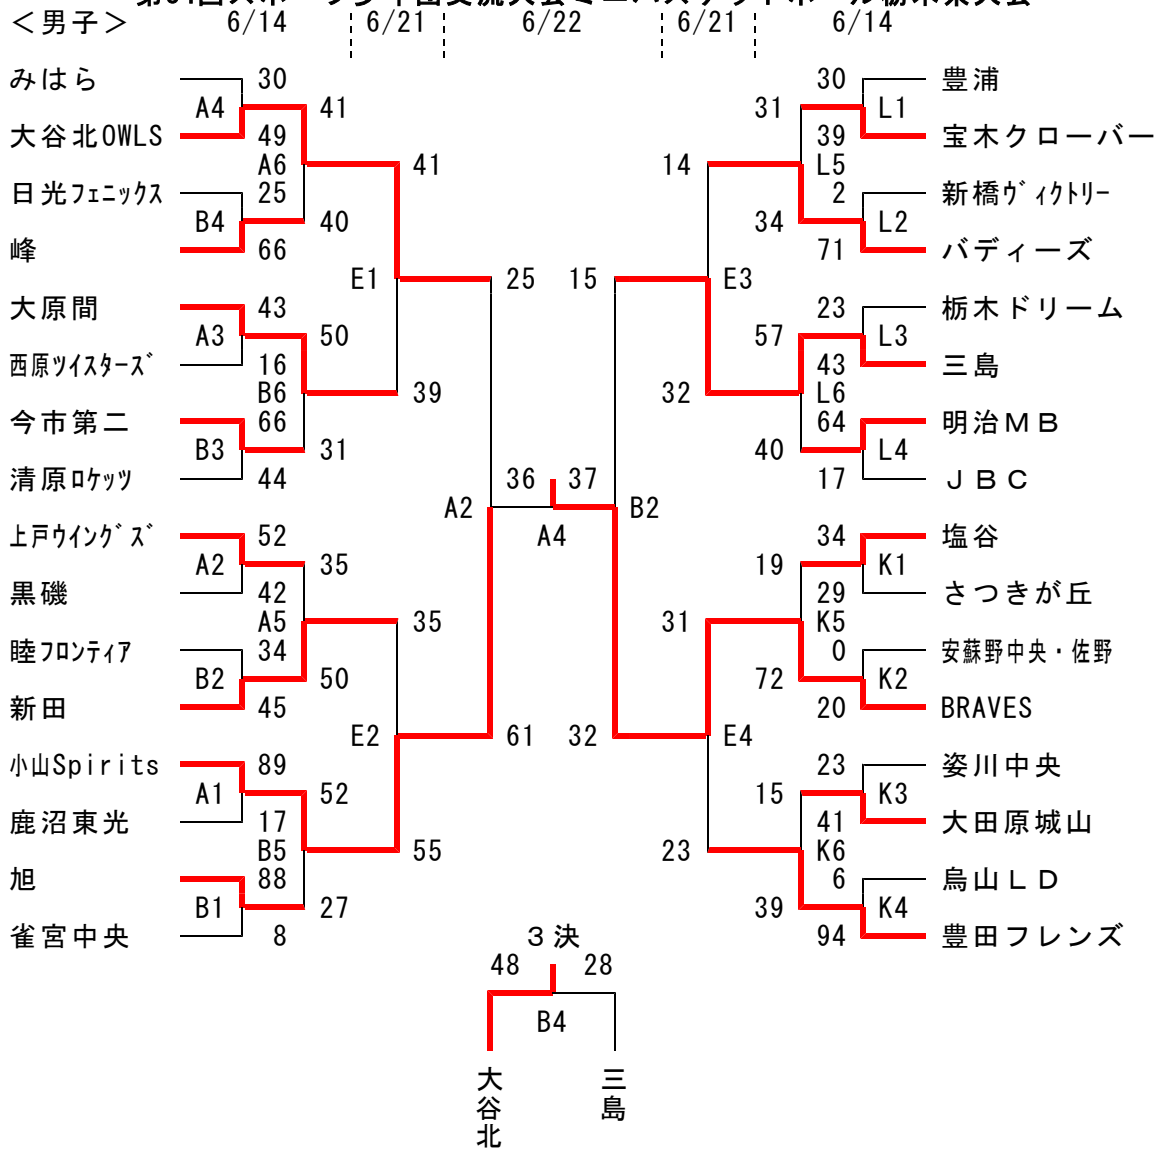 ＜男子＞ 6/14 6/21 6/22 6/21 6/14
みはら 30 30 豊浦
A4 41 31 L1
大谷北OWLS 49 39 宝木クローバー
A6 41 14 L5
日光フェニックス 25 2 新橋ヴィクトリー
B4 40 34 L2
峰 66 71 バディーズ
E1 25 15 E3
大原間 43 23 栃木ドリーム
A3 50 57 L3
西原ツイスターズ 16 43 三島
B6 39 32 L6
今市第二 66 64 明治ＭＢ
B3 31 40 L4
清原ロケッツ 44 36 37 17 ＪＢＣ
A2 B2
上戸ウイングズ 52 A4 34 塩谷
A2 35 19 K1
黒磯 42 29 さつきが丘
A5 35 31 K5
睦フロンティア 34 0 安蘇野中央・佐野
B2 50 72 K2
新田 45 20 BRAVES
E2 61 32 E4
小山Spirits 89 23 姿川中央
A1 52 15 K3
鹿沼東光 17 41 大田原城山
B5 55 23 K6
旭 88 6 烏山ＬＤ
B1 27 39 K4
雀宮中央 8 94 豊田フレンズ
３決
48 28
B4
大谷北 三島